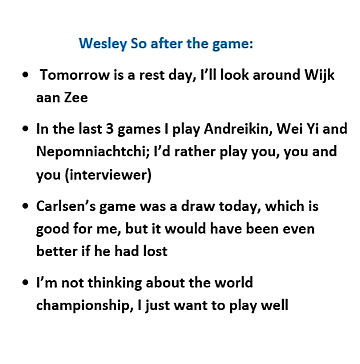 Wesley So after the game:
• Tomorrow is a rest day, I’ll look around Wijk
aan Zee
• In the last 3 games I play Andreikin, Wei Yi and
Nepomniachtchi; I’d rather play you, you and
you (interviewer)
• Carlsen’s game was a draw today, which is
good for me, but it would have been even
better if he had lost
• I’m not thinking about the world
championship, I just want to play well